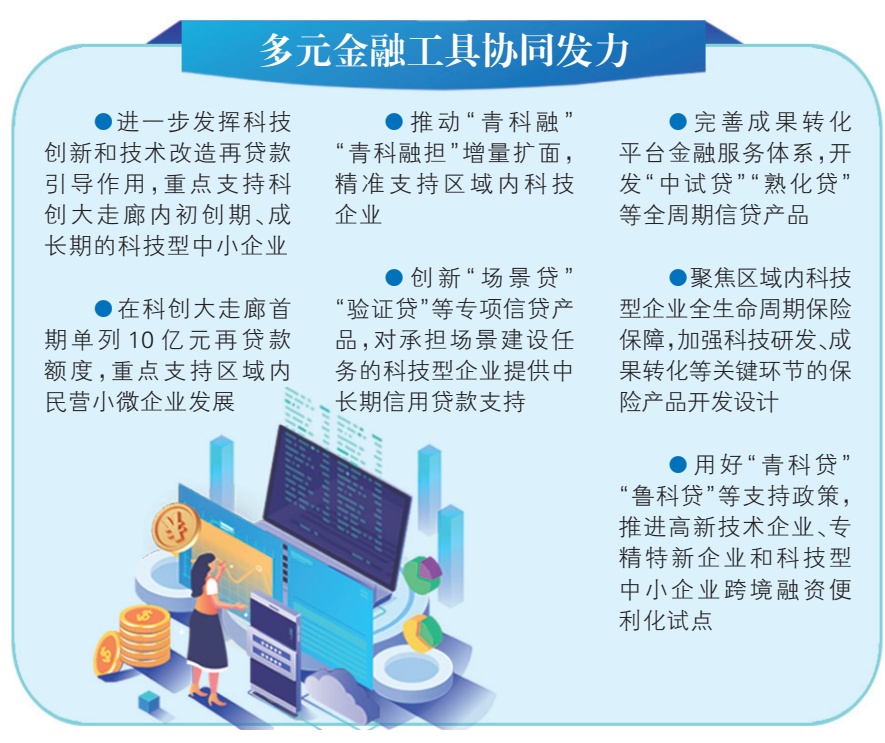 多元金融工具协同发力
●进一步发挥科技
创新和技术改造再贷款
引导作用,重点支持科
创大走廊内初创期、成
长期的科技型中小企业
●在科创大走廊首
期单列10亿元再贷款
额度,重点支持区域内
民营小微企业发展
●推动“青科融”
“青科融担”增量扩面,
精准支持区域内科技
企业
●创新“场景贷”
“验证贷”等专项信贷产
品,对承担场景建设任
务的科技型企业提供中
长期信用贷款支持
●完善成果转化
平台金融服务体系,开
发“中试贷”“熟化贷”
等全周期信贷产品
●聚焦区域内科技
型企业全生命周期保险
保障,加强科技研发、成
果转化等关键环节的保
险产品开发设计
●用好“青科贷”
“鲁科贷”等支持政策,
推进高新技术企业、专
精特新企业和科技型
中小企业跨境融资便
利化试点